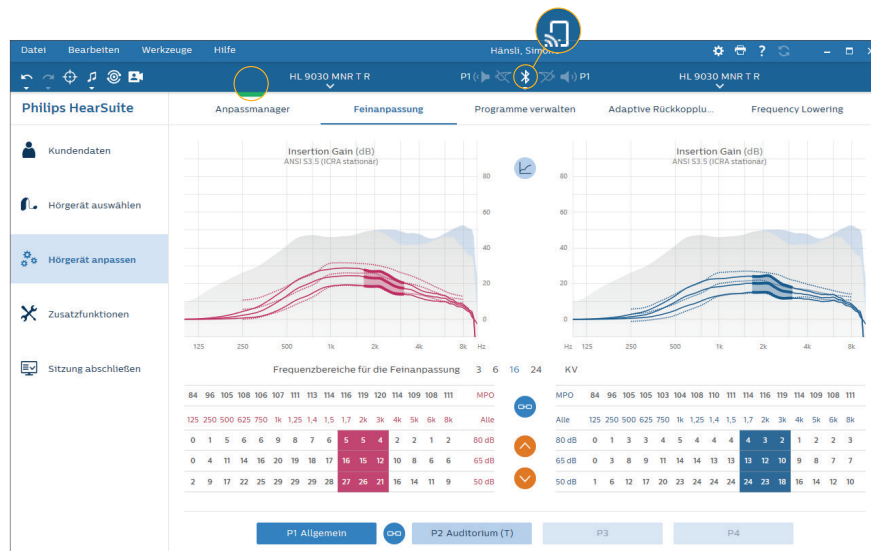 Datei Bearbeiten Werkzeuge Hilfe Hänsli, Simo
HL 9030 MNR T R P1 P1 HL 9030 MNR T R
Philips HearSuite
Anpassmanager Feinanpassung Programme verwalten Adaptive Rückkopplu... Frequency Lowering
Kundendaten
Hörgerät auswählen
Hörgerät anpassen
Zusatzfunktionen
Sitzung abschließen
Insertion Gain (dB)
ANSI S3.5 (ICRA stationär)
80
60
40
20
0
125 250 500 1k 2k 4k 8k Hz
Insertion Gain (dB)
ANSI S3.5 (ICRA stationär)
80
60
40
20
0
Hz 125 250 500 1k 2k 4k 8k
Frequenzbereiche für die Feinanpassung 3 6 16 24 KV
84 96 105 108 106 107 111 113 114 116 119 120 114 109 108 111 MPO
125 250 500 625 750 1k 1,25 1,4 1,5 1,7 2k 3k 4k 5k 6k 8k Alle
0 1 5 6 6 9 8 7 6 5 5 4 2 2 1 2 80 dB
0 4 11 14 16 20 19 18 17 16 15 12 10 8 6 6 65 dB
2 9 17 22 25 29 29 29 28 27 26 21 16 14 11 9 50 dB
MPO 84 96 105 105 103 104 108 110 111 114 116 119 114 109 108 111
Alle 125 250 500 625 750 1k 1,25 1,4 1,5 1,7 2k 3k 4k 5k 6k 8k
80 dB 0 1 3 3 4 5 4 4 4 4 3 2 1 2 2 3
65 dB 0 3 8 9 11 14 14 13 13 13 12 10 9 8 7 7
50 dB 1 6 12 17 20 23 24 24 24 24 23 18 16 14 12 10
P1 Allgemein P2 Auditorium (T) P3 P4